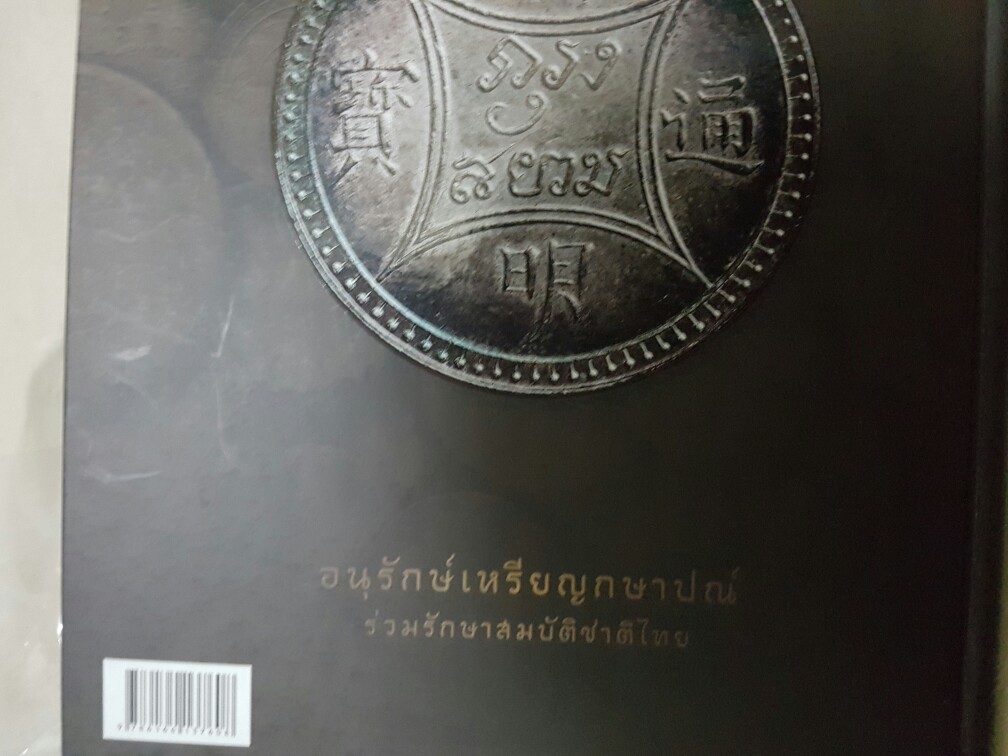 寶
กรุง
สยาม
通
明
อนุรักษ์เหรียญกษาปณ์
ร่วมรักษาสมบัติชาติไทย